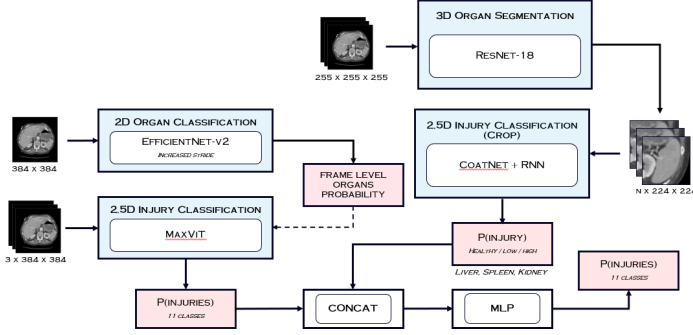 3D Organ Segmentation
ResNet-18
255 x 255 x 255
2D Organ Classification
EfficientNet-v2
Increased stride
384 x 384
2.5D Injury Classification
(Crop)
CoatNet + RNN
N x 224 x 224
Frame level
organs
probability
2.5D Injury Classification
MaxViT
3 x 384 x 384
P(injury)
Healthy / low / high
Liver, Spleen, Kidney
P(injuries)
11 classes
CONCAT
MLP
P(injuries)
11 classes